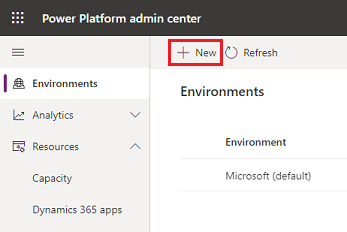 Power Platform admin center
New
Refresh
Environments
Environments
Analytics
Environment
Resources
Microsoft (default)
Capacity
Dynamics 365 apps